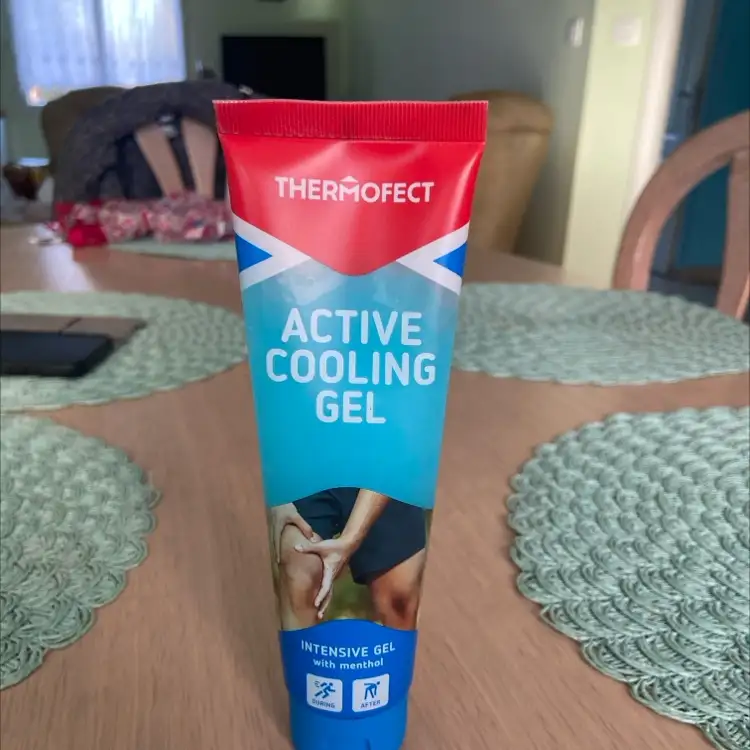 THERMOFECT
ACTIVE
COOLING
GEL
INTENSIVE GEL
with menthol
DURING
AFTER